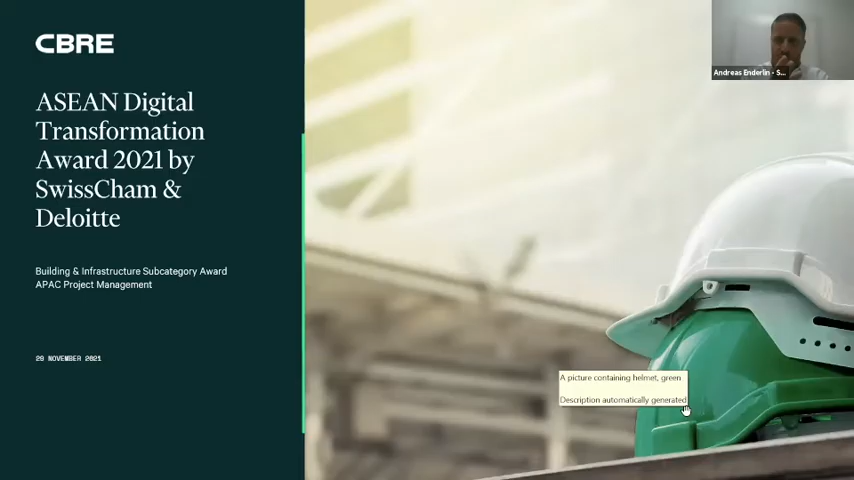 CBRE
ASEAN Digital
Transformation
Award 2021 by
SwissCham &
Deloitte
Building & Infrastructure Subcategory Award
APAC Project Management
29 NOVEMBER 2021
Andreas Enderlin - S...
A picture containing helmet, green
Description automatically generated